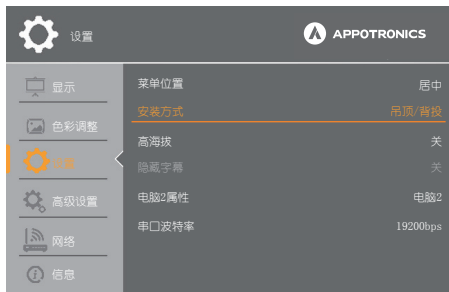 设置
APPOTRONICS
显示
色彩调整
设置
高级设置
网络
信息
菜单位置 居中
安装方式 吊顶/背投
高海拔 关
隐藏字幕 关
电脑2属性 电脑2
串口波特率 19200bps